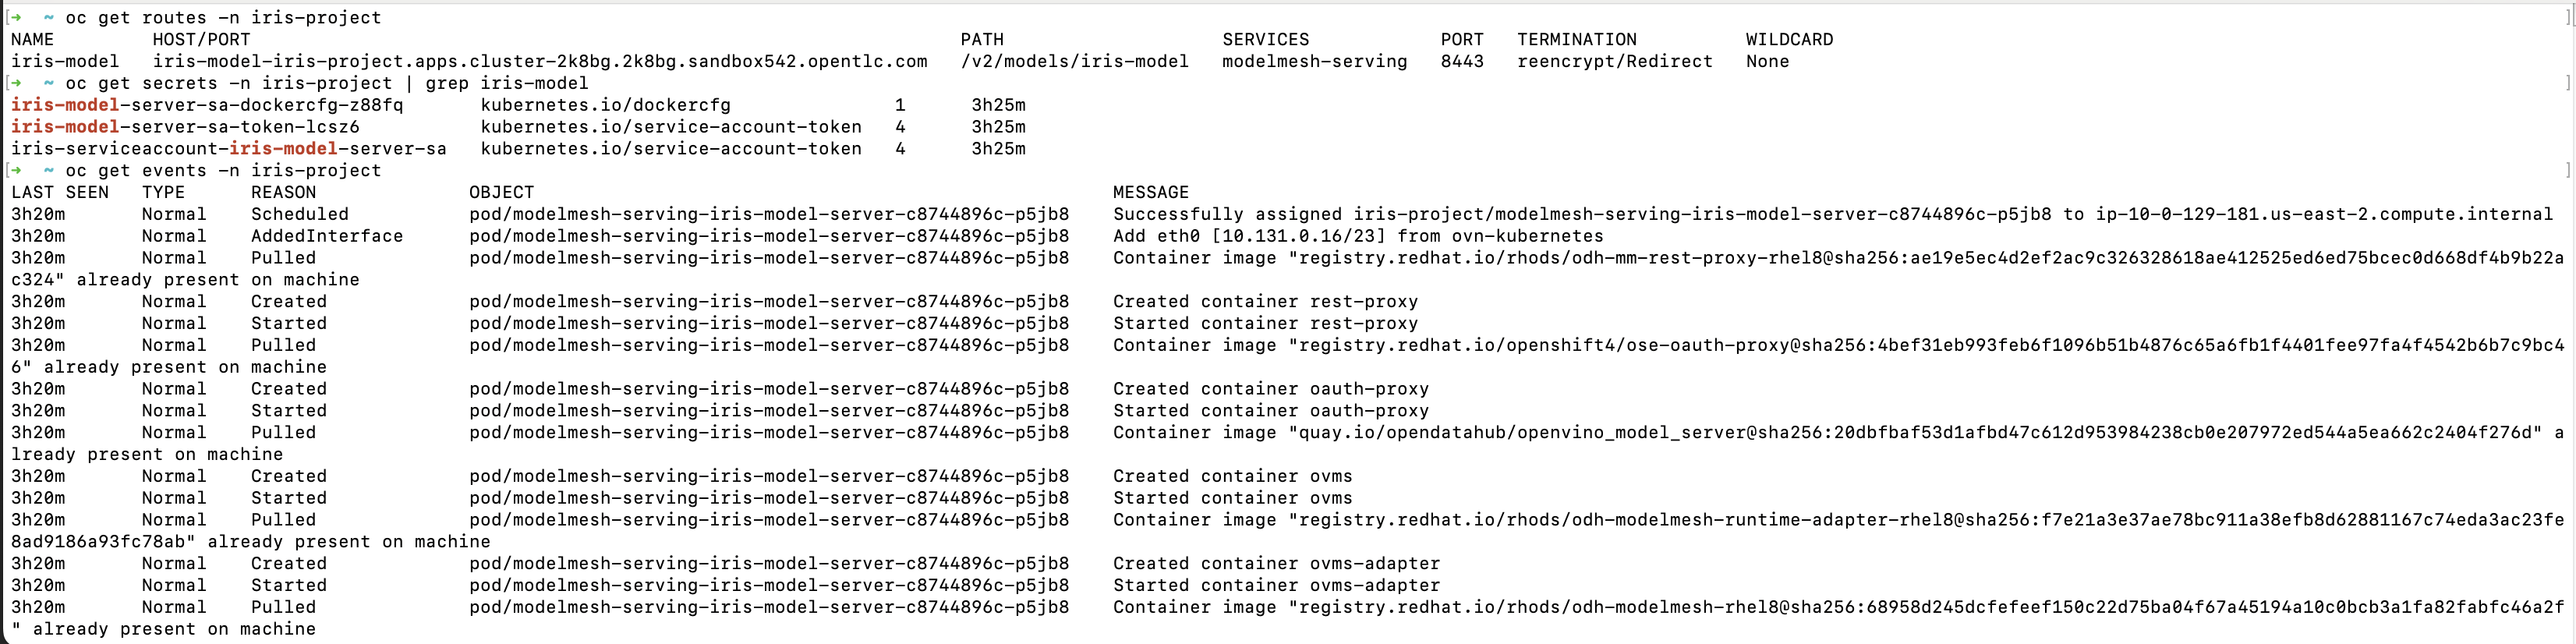 [➜  ~ oc get routes -n iris-project ]
NAME         HOST/PORT                                                                 PATH                    SERVICES            PORT   TERMINATION          WILDCARD
iris-model   iris-model-iris-project.apps.cluster-2k8bg.2k8bg.sandbox542.opentlc.com   /v2/models/iris-model   modelmesh-serving   8443   reencrypt/Redirect   None
[➜  ~ oc get secrets -n iris-project | grep iris-model ]
iris-model-server-sa-dockercfg-z88fq       kubernetes.io/dockercfg               1      3h25m
iris-model-server-sa-token-lcsz6           kubernetes.io/service-account-token   4      3h25m
iris-serviceaccount-iris-model-server-sa   kubernetes.io/service-account-token   4      3h25m
[➜  ~ oc get events -n iris-project ]
LAST SEEN   TYPE     REASON           OBJECT                                                     MESSAGE
3h20m       Normal   Scheduled        pod/modelmesh-serving-iris-model-server-c8744896c-p5jb8    Successfully assigned iris-project/modelmesh-serving-iris-model-server-c8744896c-p5jb8 to ip-10-0-129-181.us-east-2.compute.internal
3h20m       Normal   AddedInterface   pod/modelmesh-serving-iris-model-server-c8744896c-p5jb8    Add eth0 [10.131.0.16/23] from ovn-kubernetes
3h20m       Normal   Pulled           pod/modelmesh-serving-iris-model-server-c8744896c-p5jb8    Container image "registry.redhat.io/rhods/odh-mm-rest-proxy-rhel8@sha256:ae19e5ec4d2ef2ac9c326328618ae412525ed6ed75bcec0d668df4b9b22a
c324" already present on machine
3h20m       Normal   Created          pod/modelmesh-serving-iris-model-server-c8744896c-p5jb8    Created container rest-proxy
3h20m       Normal   Started          pod/modelmesh-serving-iris-model-server-c8744896c-p5jb8    Started container rest-proxy
3h20m       Normal   Pulled           pod/modelmesh-serving-iris-model-server-c8744896c-p5jb8    Container image "registry.redhat.io/openshift4/ose-oauth-proxy@sha256:4bef31eb993feb6f1096b51b4876c65a6fb1f4401fee97fa4f4542b6b7c9bc4
6" already present on machine
3h20m       Normal   Created          pod/modelmesh-serving-iris-model-server-c8744896c-p5jb8    Created container oauth-proxy
3h20m       Normal   Started          pod/modelmesh-serving-iris-model-server-c8744896c-p5jb8    Started container oauth-proxy
3h20m       Normal   Pulled           pod/modelmesh-serving-iris-model-server-c8744896c-p5jb8    Container image "quay.io/opendatahub/openvino_model_server@sha256:20dbfbaf53d1afbd47c612d953984238cb0e207972ed544a5ea662c2404f276d" a
lready present on machine
3h20m       Normal   Created          pod/modelmesh-serving-iris-model-server-c8744896c-p5jb8    Created container ovms
3h20m       Normal   Started          pod/modelmesh-serving-iris-model-server-c8744896c-p5jb8    Started container ovms
3h20m       Normal   Pulled           pod/modelmesh-serving-iris-model-server-c8744896c-p5jb8    Container image "registry.redhat.io/rhods/odh-modelmesh-runtime-adapter-rhel8@sha256:f7e21a3e37ae78bc911a38efb8d62881167c74eda3ac23fe
8ad9186a93fc78ab" already present on machine
3h20m       Normal   Created          pod/modelmesh-serving-iris-model-server-c8744896c-p5jb8    Created container ovms-adapter
3h20m       Normal   Started          pod/modelmesh-serving-iris-model-server-c8744896c-p5jb8    Started container ovms-adapter
3h20m       Normal   Pulled           pod/modelmesh-serving-iris-model-server-c8744896c-p5jb8    Container image "registry.redhat.io/rhods/odh-modelmesh-rhel8@sha256:68958d245dcfefeef150c22d75ba04f67a45194a10c0bcb3a1fa82fabfc46a2f
" already present on machine